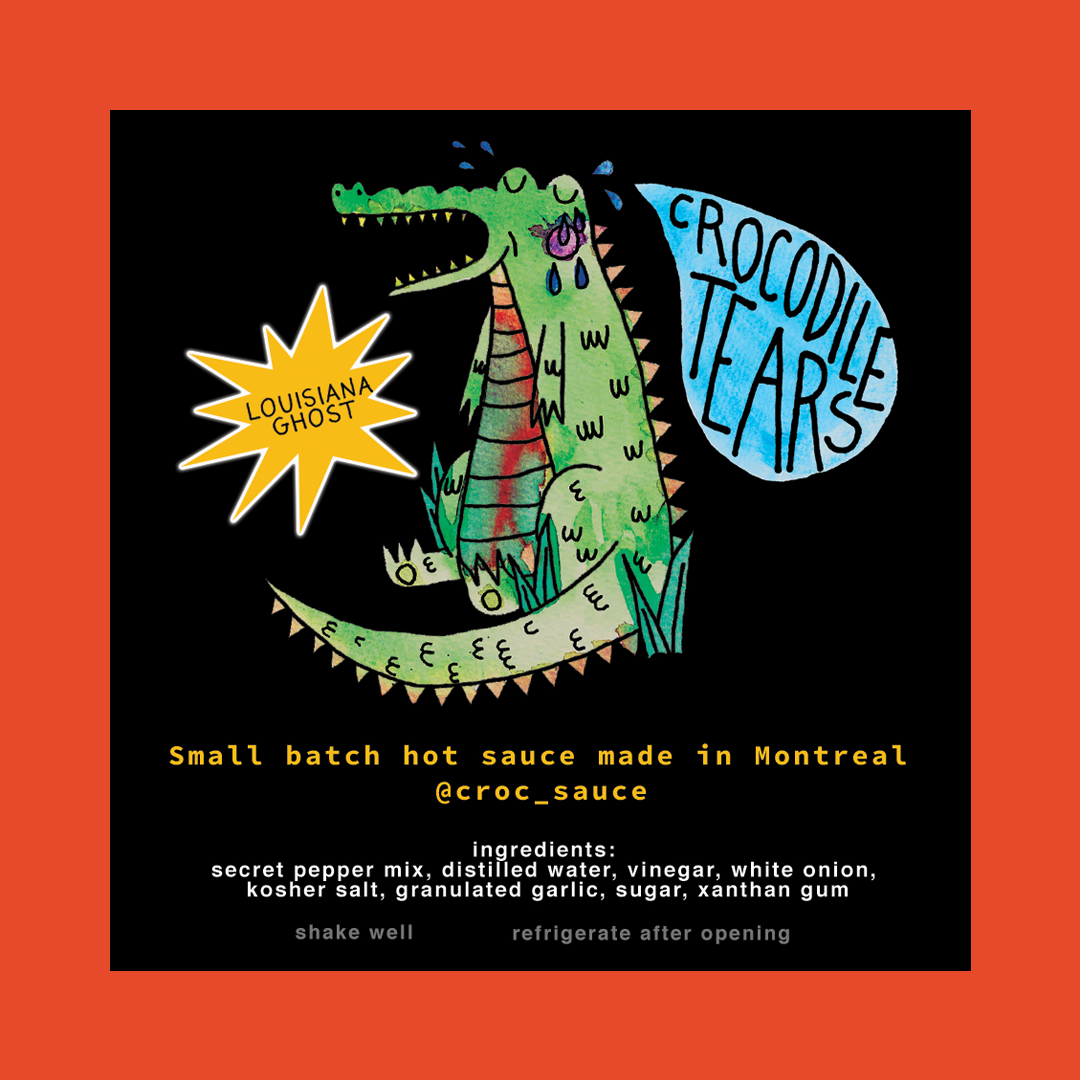 CROCODILE
TEARS
LOUISIANA
GHOST
Small batch hot sauce made in Montreal
@croc_sauce
ingredients:
secret pepper mix, distilled water, vinegar, white onion,
kosher salt, granulated garlic, sugar, xanthan gum
shake well
refrigerate after opening